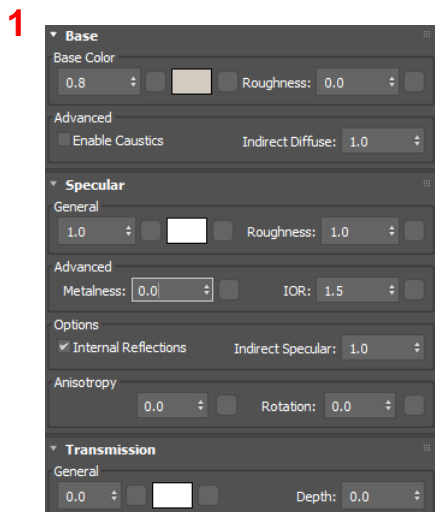 1
Base
Base Color
0.8 Roughness: 0.0
Advanced
Enable Caustics Indirect Diffuse: 1.0
Specular
General
1.0 Roughness: 1.0
Advanced
Metalness: 0.0 IOR: 1.5
Options
Internal Reflections Indirect Specular: 1.0
Anisotropy
0.0 Rotation: 0.0
Transmission
General
0.0 Depth: 0.0